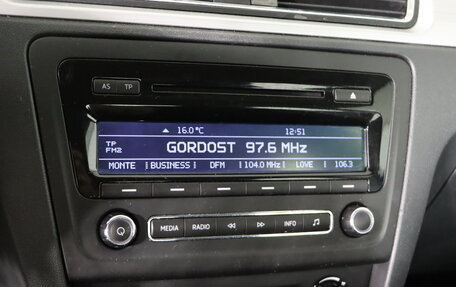 AS TP
16.0°C 12:51
TP
FM2
GORDOST 97.6 MHz
MONTE BUSINESS DFM 104.0 MHz LOVE 106.3
MEDIA RADIO INFO